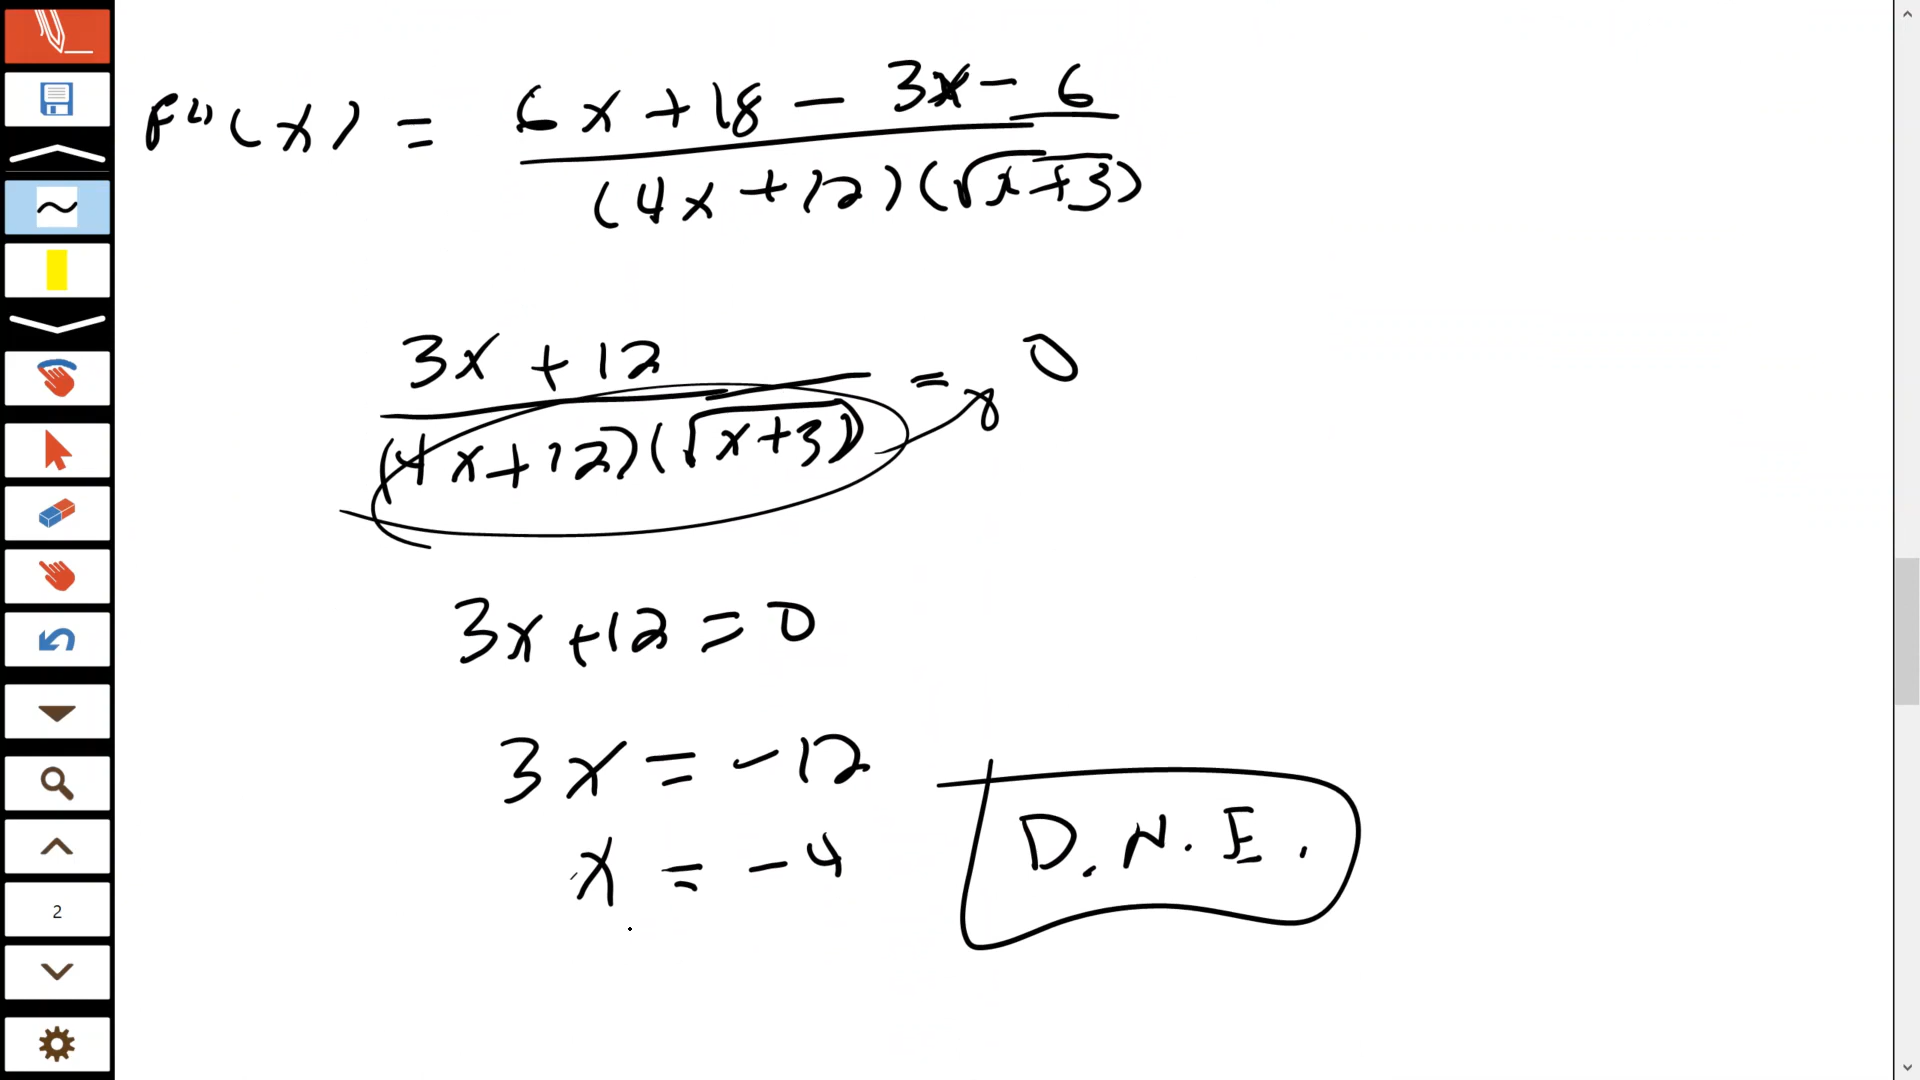 F''(x) = (6x + 18 - 3x - 6) / ((4x + 12)(√(x+3)))
(3x + 12) / ((4x + 12)(√(x+3))) = 0
3x + 12 = 0
3x = -12
x = -4
D.N.E.
2